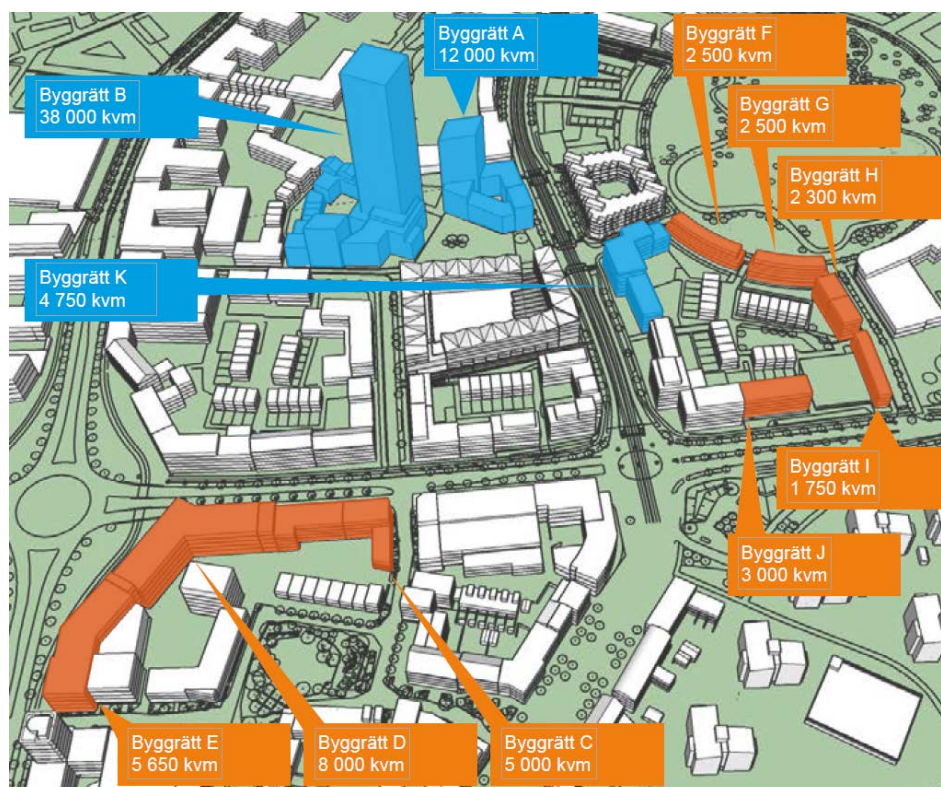 Byggrätt A
12 000 kvm
Byggrätt F
2 500 kvm
Byggrätt B
38 000 kvm
Byggrätt G
2 500 kvm
Byggrätt H
2 300 kvm
Byggrätt K
4 750 kvm
Byggrätt I
1 750 kvm
Byggrätt J
3 000 kvm
Byggrätt E
5 650 kvm
Byggrätt D
8 000 kvm
Byggrätt C
5 000 kvm